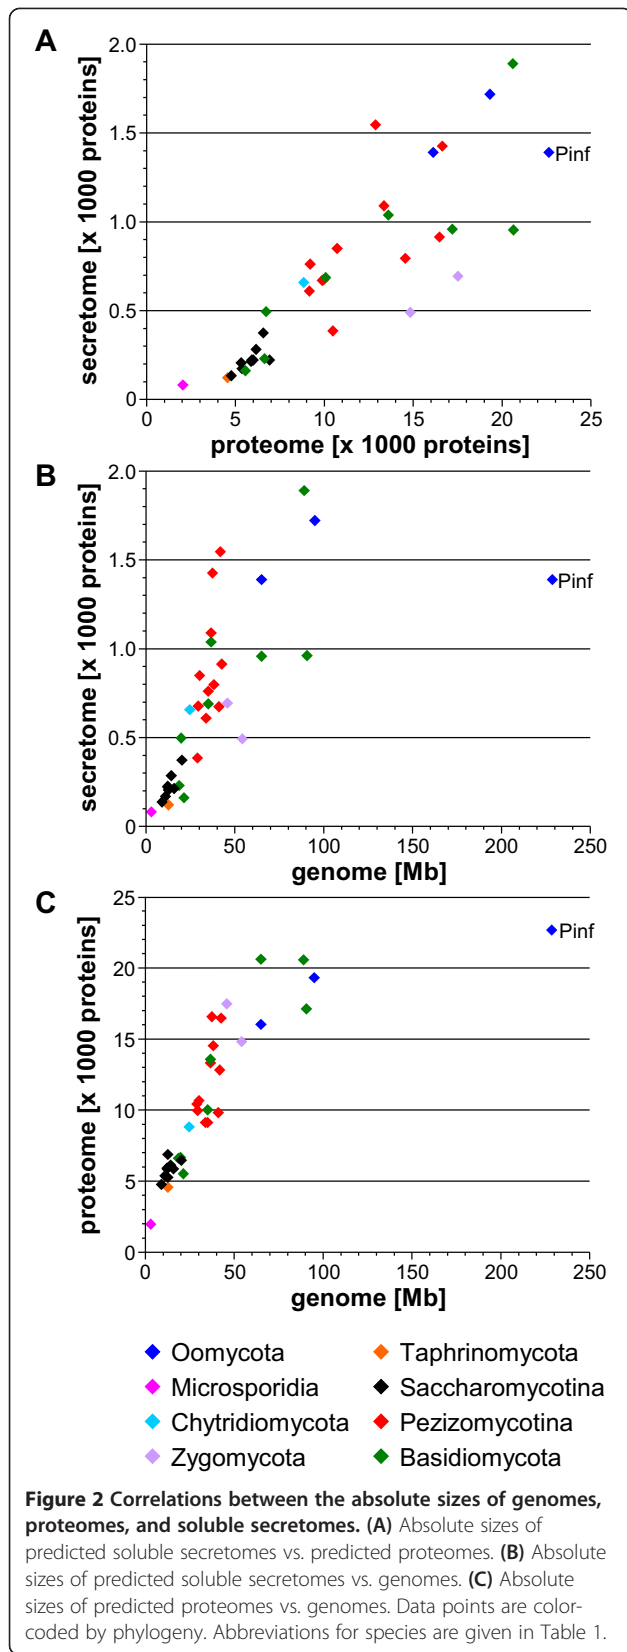 A
2.0
1.5
1.0
0.5
0
secretome [x 1000 proteins]
Pinf
0 5 10 15 20 25
proteome [x 1000 proteins]
B
2.0
1.5
1.0
0.5
0
secretome [x 1000 proteins]
Pinf
0 50 100 150 200 250
genome [Mb]
C
25
20
15
10
5
0
proteome [x 1000 proteins]
Pinf
0 50 100 150 200 250
genome [Mb]
Oomycota Taphrinomycota
Microsporidia Saccharomycotina
Chytridiomycota Pezizomycotina
Zygomycota Basidiomycota
Figure 2 Correlations between the absolute sizes of genomes,
proteomes, and soluble secretomes. (A) Absolute sizes of
predicted soluble secretomes vs. predicted proteomes. (B) Absolute
sizes of predicted soluble secretomes vs. genomes. (C) Absolute
sizes of predicted proteomes vs. genomes. Data points are color-
coded by phylogeny. Abbreviations for species are given in Table 1.